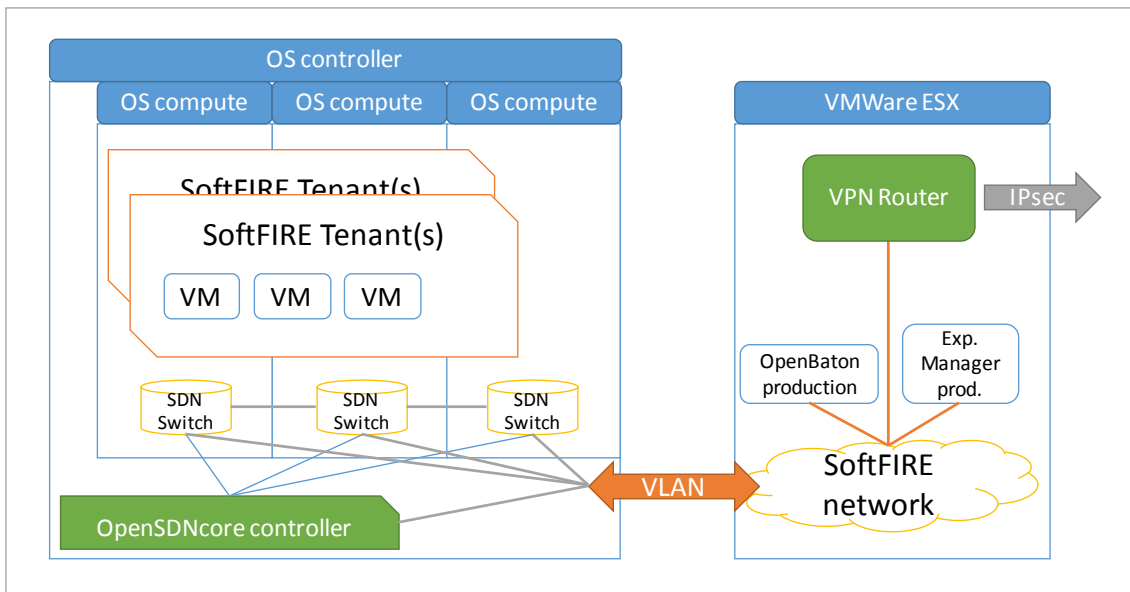 OS controller
OS compute
OS compute
OS compute
SoftFIRE Tenant(s)
SoftFIRE Tenant(s)
VM
VM
VM
SDN
Switch
SDN
Switch
SDN
Switch
OpenSDNcore controller
VLAN
VMWare ESX
VPN Router
IPsec
OpenBaton
production
Exp.
Manager
prod.
SoftFIRE
network